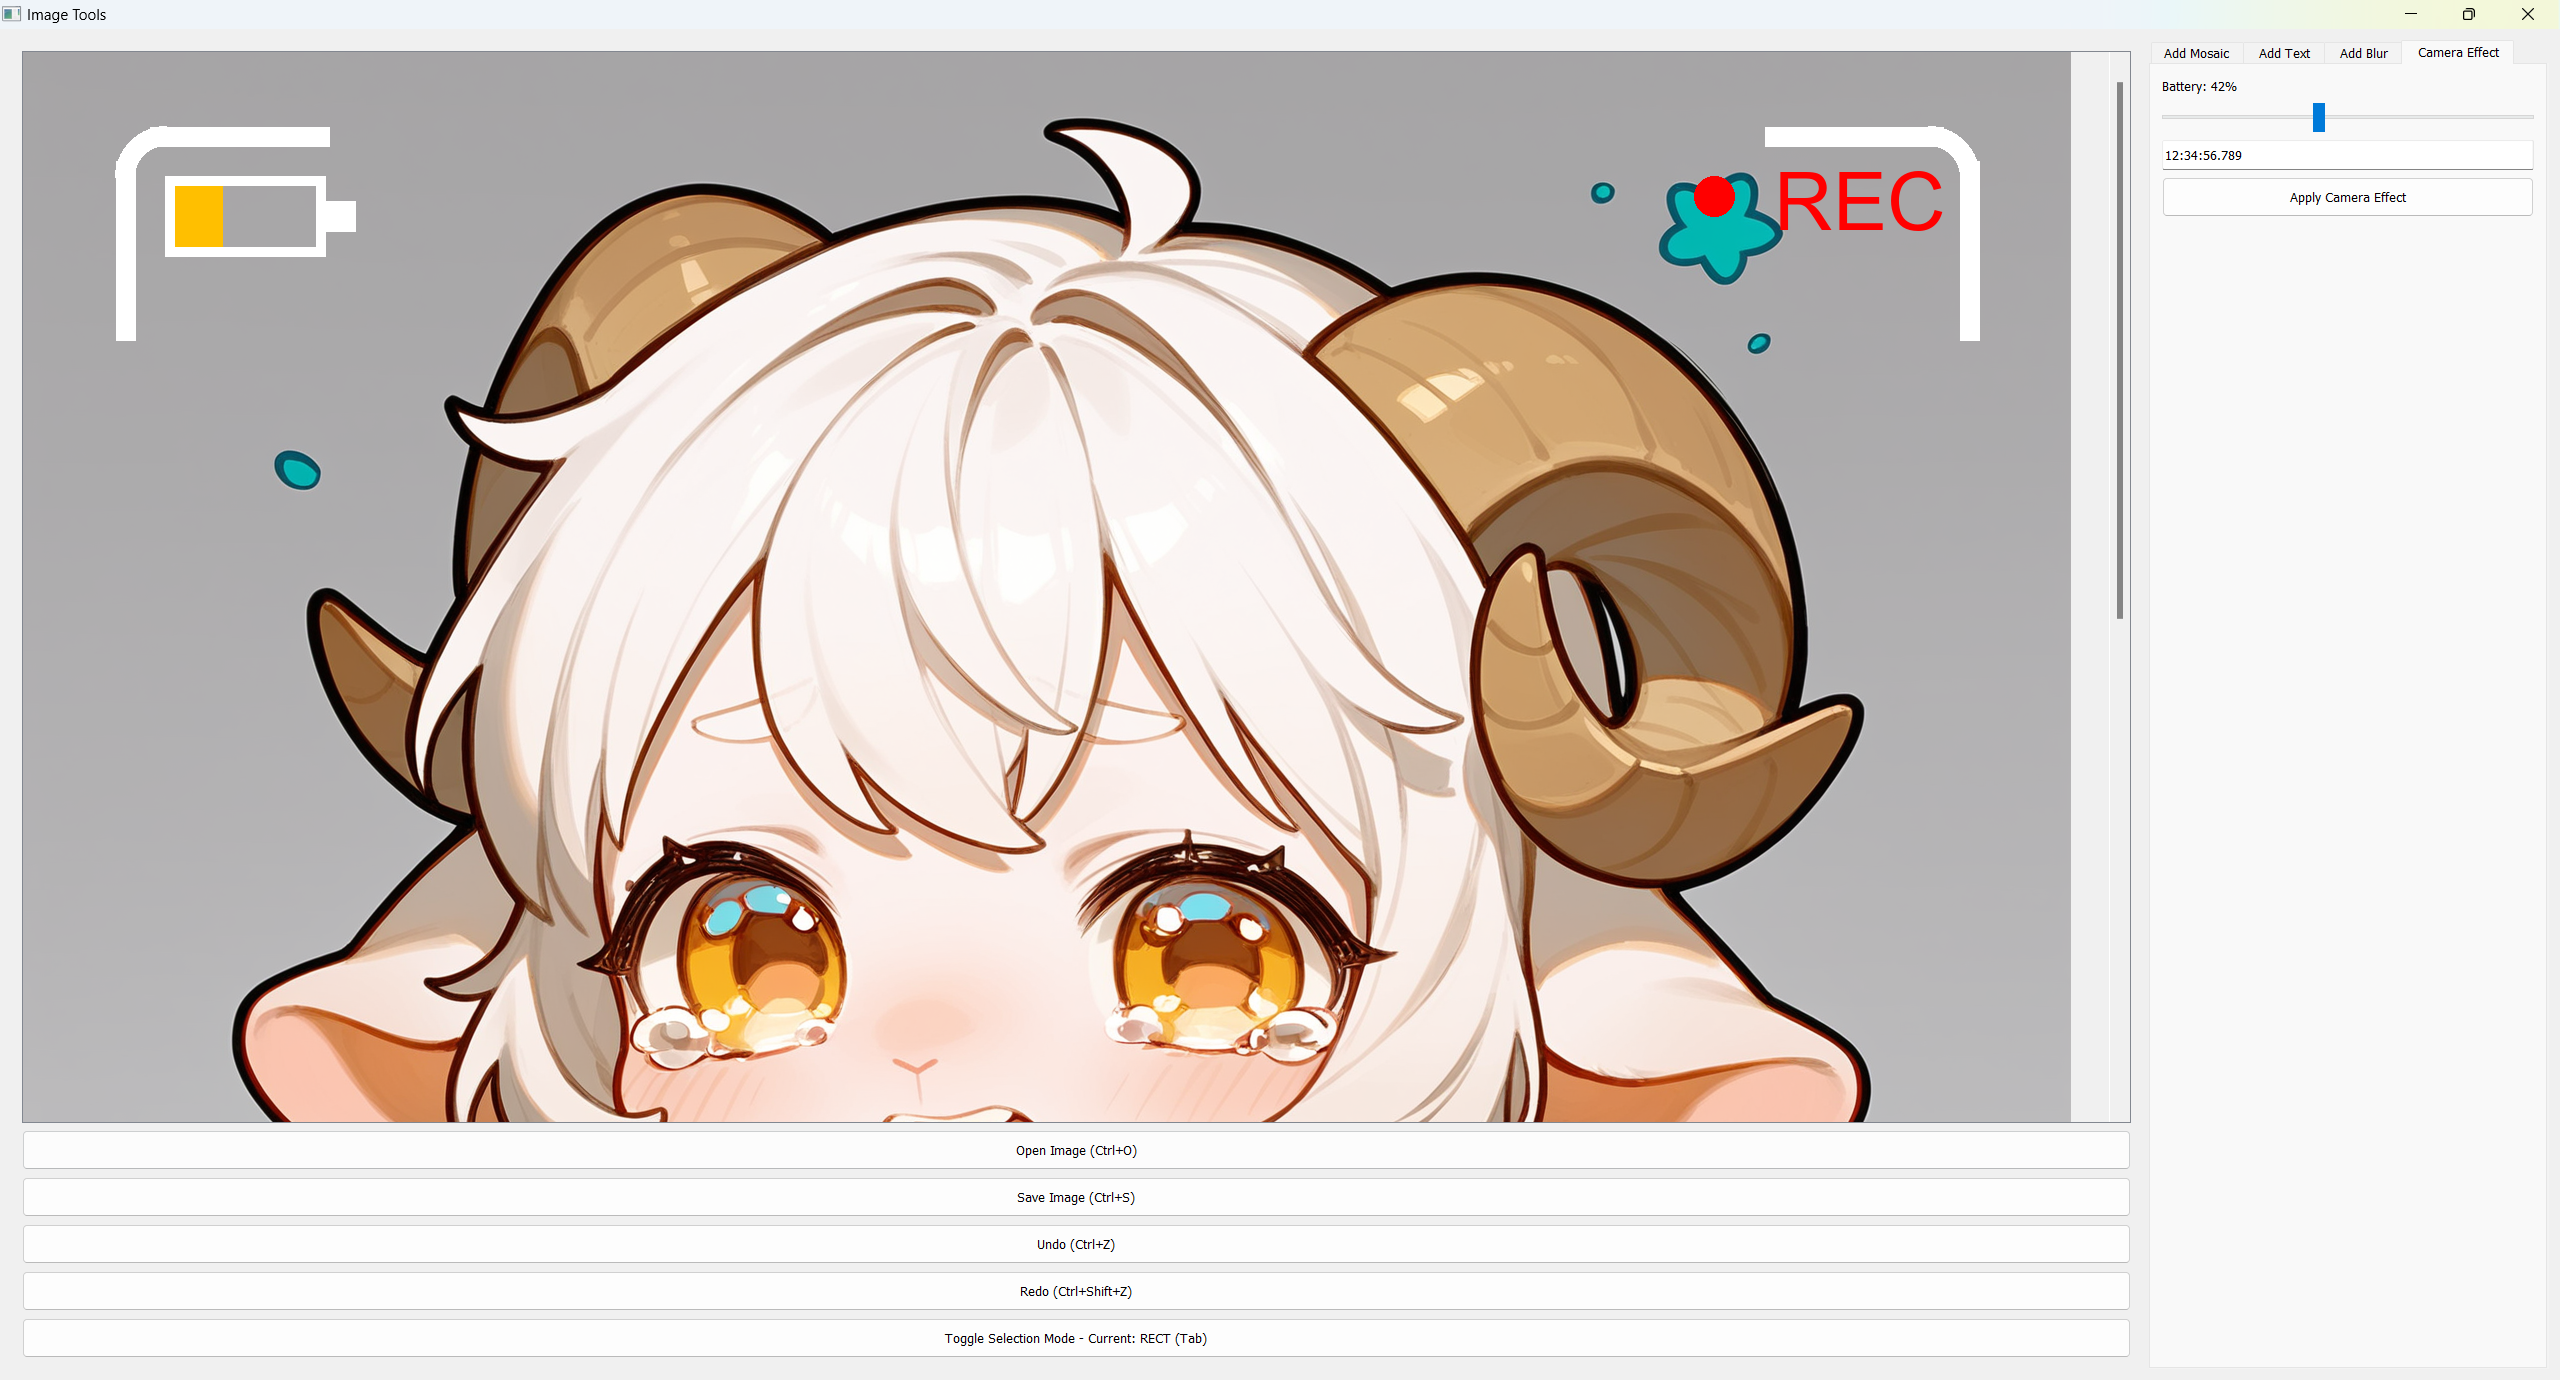 Image Tools
Add Mosaic
Add Text
Add Blur
Camera Effect
Battery: 42%
12:34:56.789
Apply Camera Effect
REC
Open Image (Ctrl+O)
Save Image (Ctrl+S)
Undo (Ctrl+Z)
Redo (Ctrl+Shift+Z)
Toggle Selection Mode - Current: RECT (Tab)